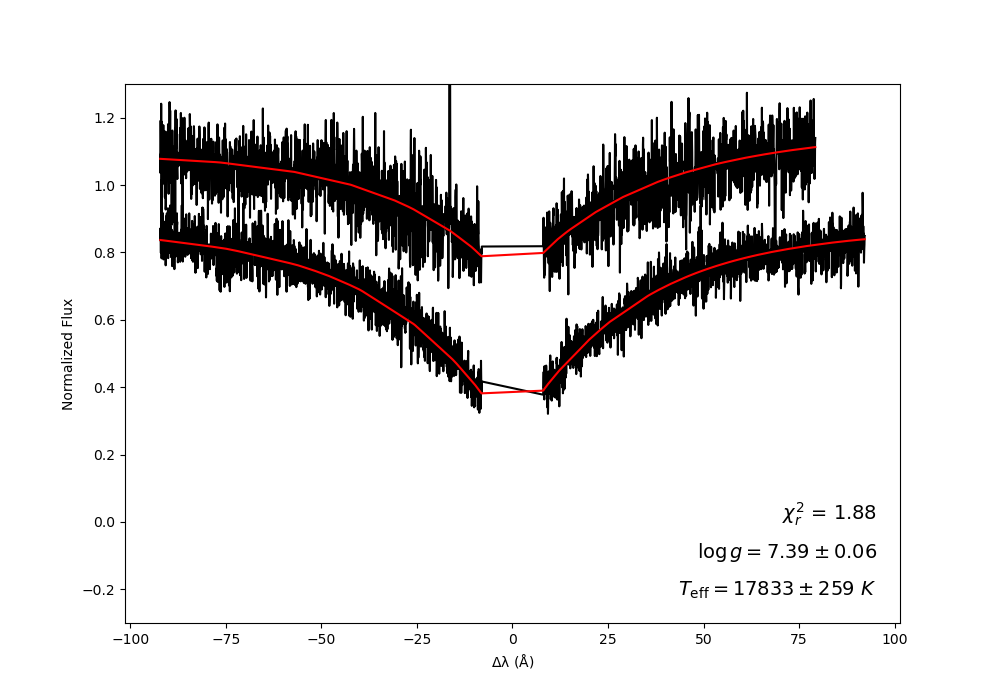 1.2
1.0
0.8
0.6
0.4
0.2
0.0
−0.2
Normalized Flux
χ²ᵣ = 1.88
log g = 7.39 ± 0.06
T_eff = 17833 ± 259 K
−100 −75 −50 −25 0 25 50 75 100
Δλ (Å)